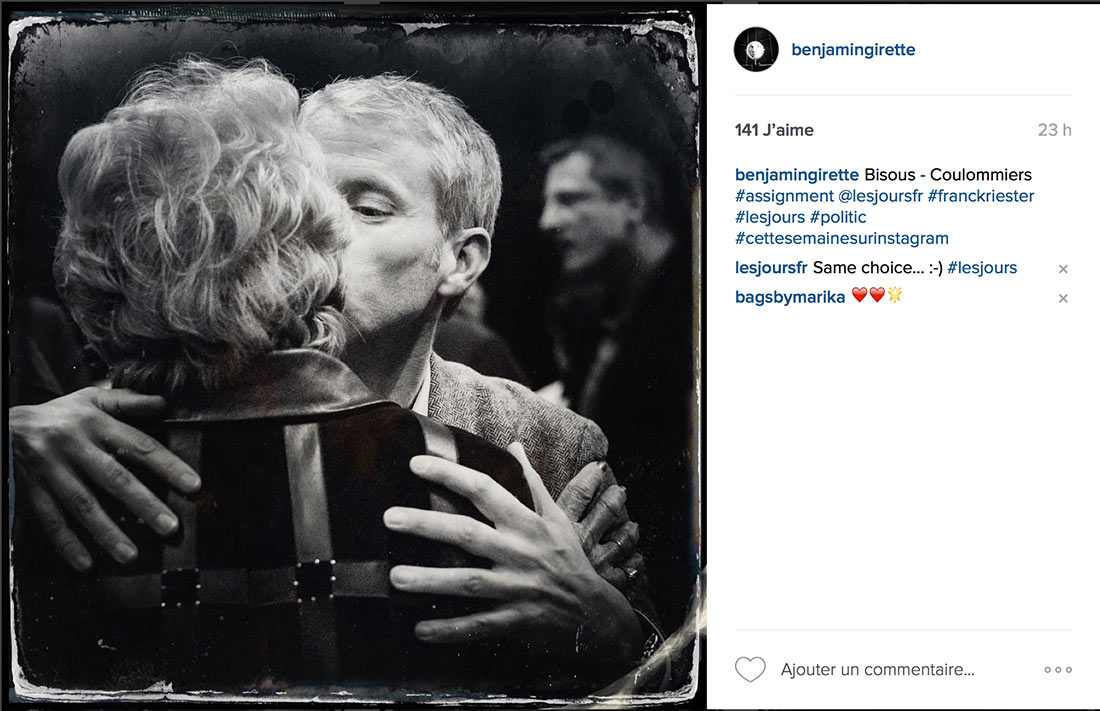 benjamingirette
141 J’aime 23 h
benjamingirette Bisous - Coulommiers
#assignment @lesjoursfr #franckriester
#lesjours #politic
#cettesemainesurinstagram
lesjoursfr Same choice... :-) #lesjours
bagsbymarika ❤️❤️🌟
Ajouter un commentaire...